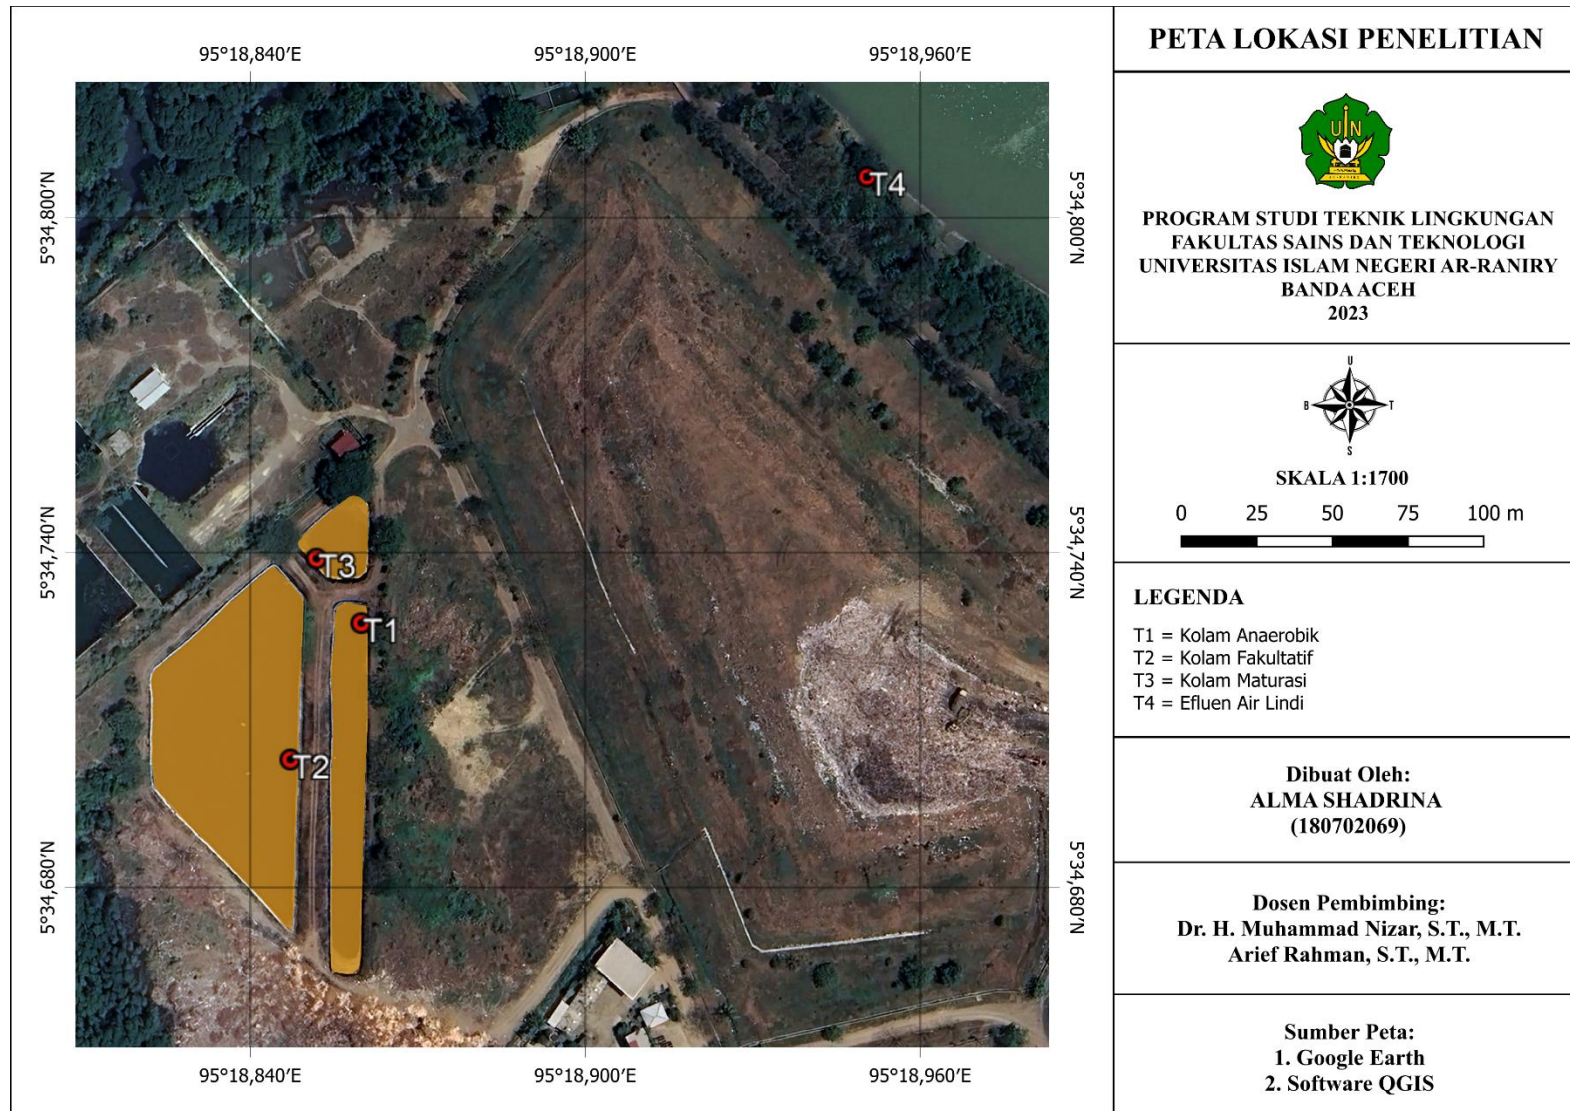 95°18,840′E 95°18,900′E 95°18,960′E
5°34,800′N 5°34,800′N
5°34,740′N 5°34,740′N
5°34,680′N 5°34,680′N
T4
T3
T1
T2
95°18,840′E 95°18,900′E 95°18,960′E
PETA LOKASI PENELITIAN
UIN
AR-RANIRY
PROGRAM STUDI TEKNIK LINGKUNGAN
FAKULTAS SAINS DAN TEKNOLOGI
UNIVERSITAS ISLAM NEGERI AR-RANIRY
BANDA ACEH
2023
U
B T
S
SKALA 1:1700
0 25 50 75 100 m
LEGENDA
T1 = Kolam Anaerobik
T2 = Kolam Fakultatif
T3 = Kolam Maturasi
T4 = Efluen Air Lindi
Dibuat Oleh:
ALMA SHADRINA
(180702069)
Dosen Pembimbing:
Dr. H. Muhammad Nizar, S.T., M.T.
Arief Rahman, S.T., M.T.
Sumber Peta:
1. Google Earth
2. Software QGIS